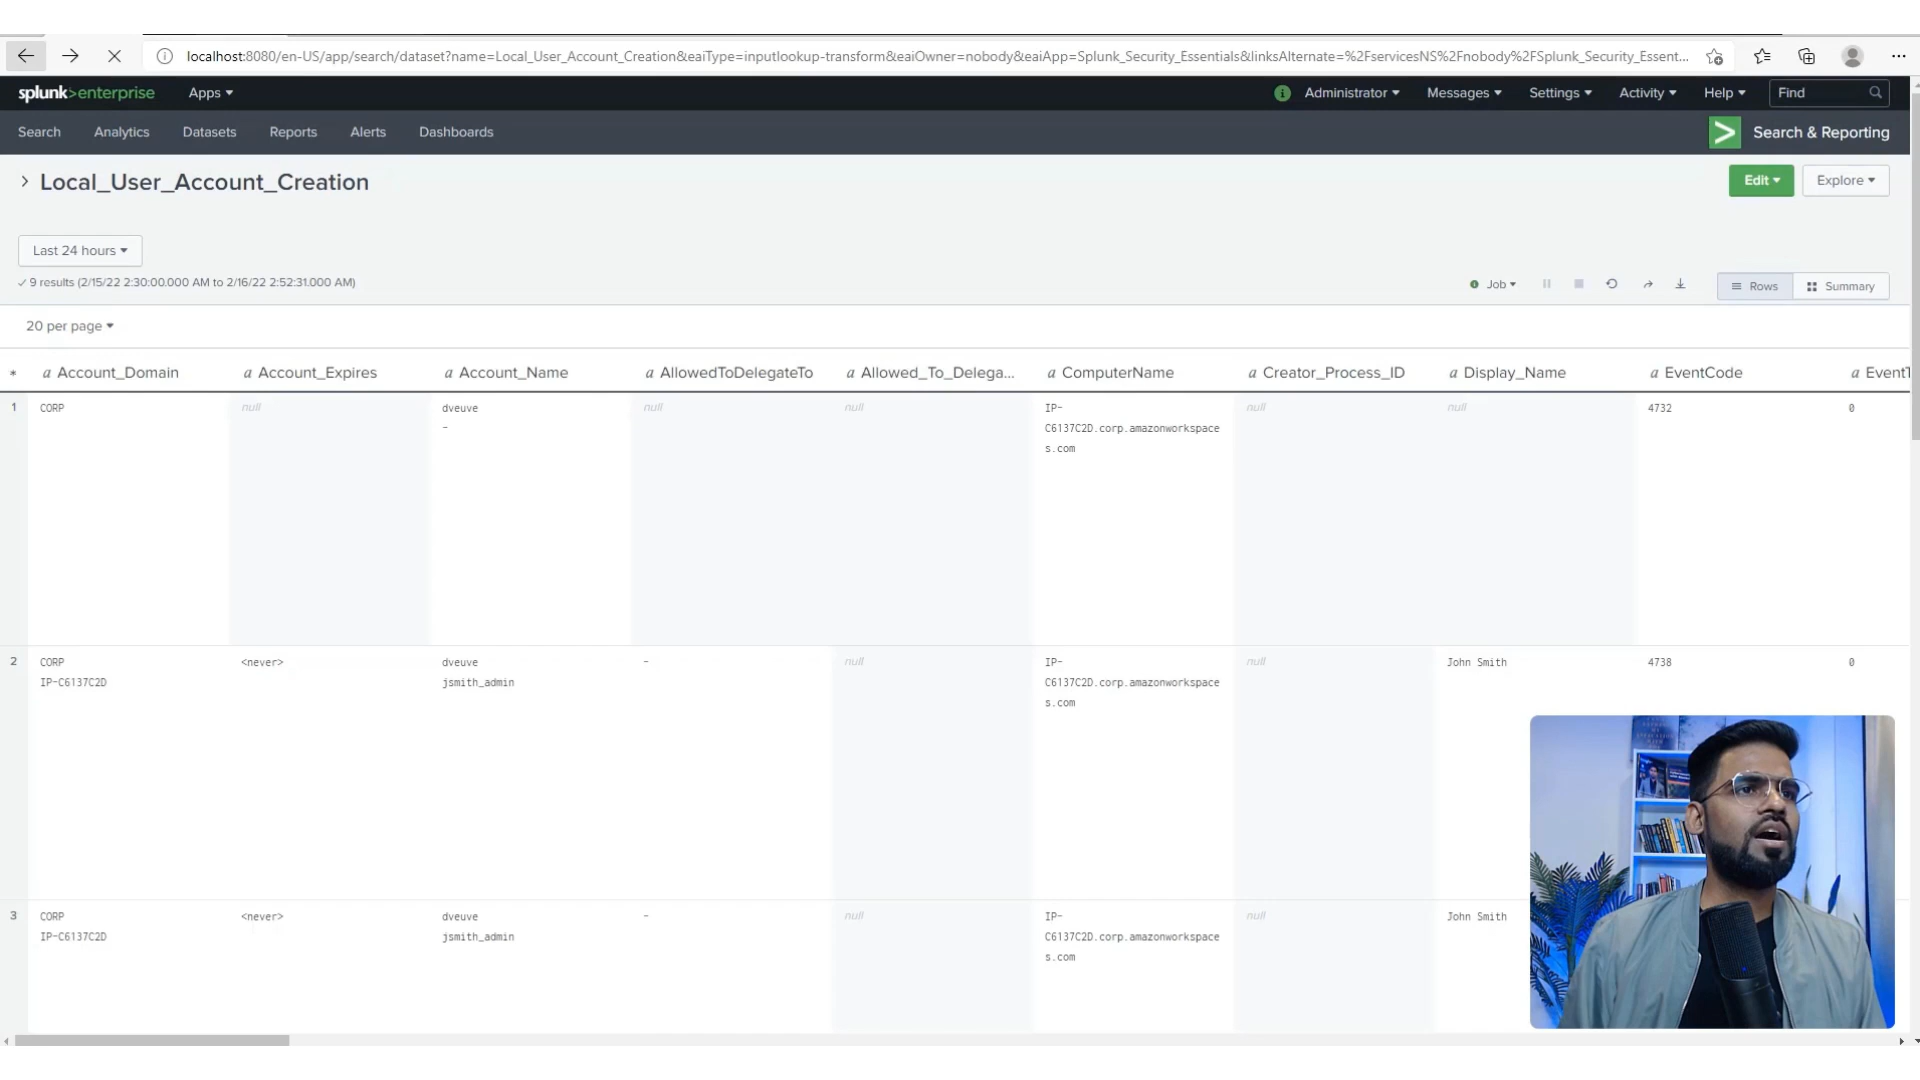 localhost:8080/en-US/app/search/dataset?name=Local_User_Account_Creation&eaiType=inputlookup-transform&eaiOwner=nobody&eaiApp=Splunk_Security_Essentials&linksAlternate=%2FservicesNS%2Fnobody%2FSplunk_Security_Essent...
splunk>enterprise Apps Administrator Messages Settings Activity Help Find
Search Analytics Datasets Reports Alerts Dashboards Search & Reporting
Local_User_Account_Creation Edit Explore
Last 24 hours
✓ 9 results (2/15/22 2:30:00.000 AM to 2/16/22 2:52:31.000 AM) Job Rows Summary
20 per page
* a Account_Domain a Account_Expires a Account_Name a AllowedToDelegateTo a Allowed_To_Delega... a ComputerName a Creator_Process_ID a Display_Name a EventCode a EventT
1 CORP null dveuve null null IP- null null 4732 0
- C6137C2D.corp.amazonworkspace
s.com
2 CORP <never> dveuve - null IP- null John Smith 4738 0
IP-C6137C2D jsmith_admin C6137C2D.corp.amazonworkspace
s.com
3 CORP <never> dveuve - null IP- null John Smith
IP-C6137C2D jsmith_admin C6137C2D.corp.amazonworkspace
s.com